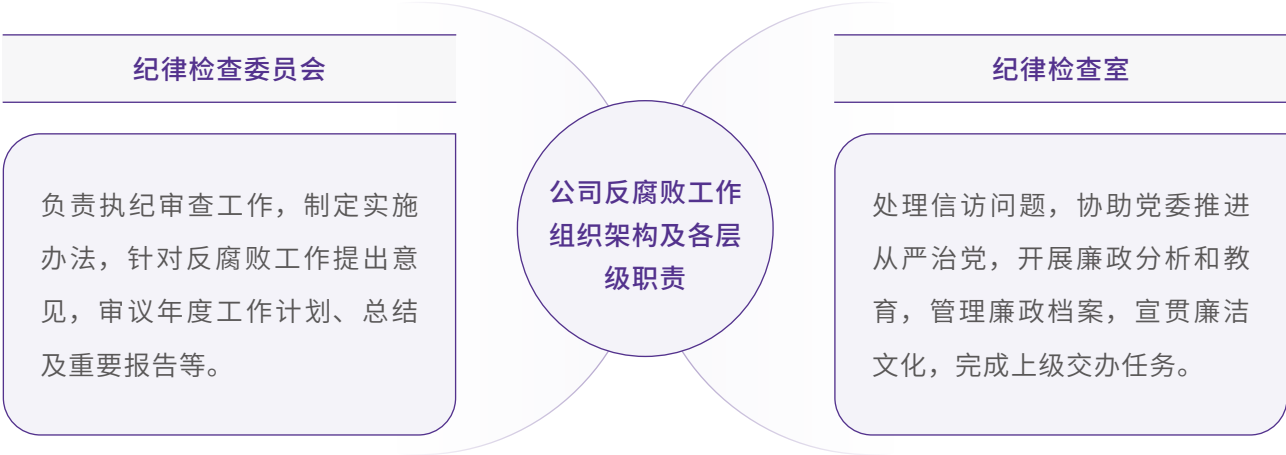 纪律检查委员会
负责执纪审查工作，制定实施
办法，针对反腐败工作提出意
见，审议年度工作计划、总结
及重要报告等。
公司反腐败工作
组织架构及各层
级职责
纪律检查室
处理信访问题，协助党委推进
从严治党，开展廉政分析和教
育，管理廉政档案，宣贯廉洁
文化，完成上级交办任务。